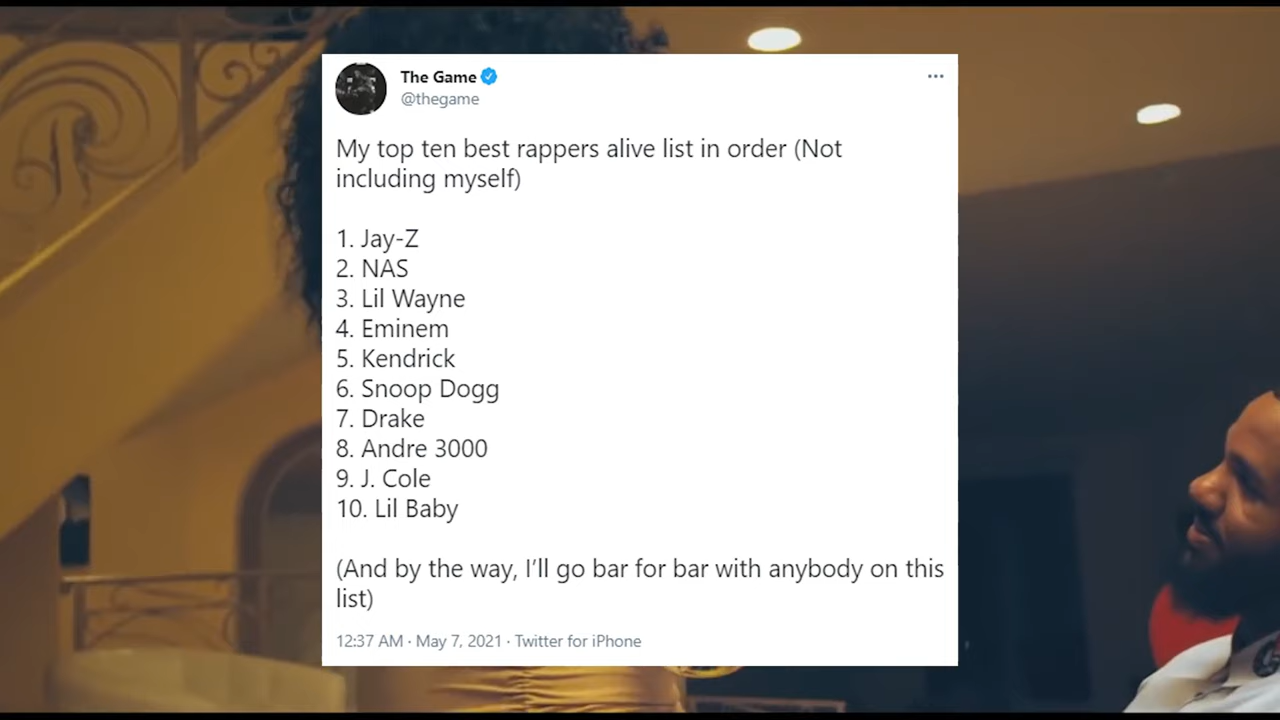 The Game
@thegame
My top ten best rappers alive list in order (Not
including myself)
1. Jay-Z
2. NAS
3. Lil Wayne
4. Eminem
5. Kendrick
6. Snoop Dogg
7. Drake
8. Andre 3000
9. J. Cole
10. Lil Baby
(And by the way, I’ll go bar for bar with anybody on this
list)
12:37 AM · May 7, 2021 · Twitter for iPhone